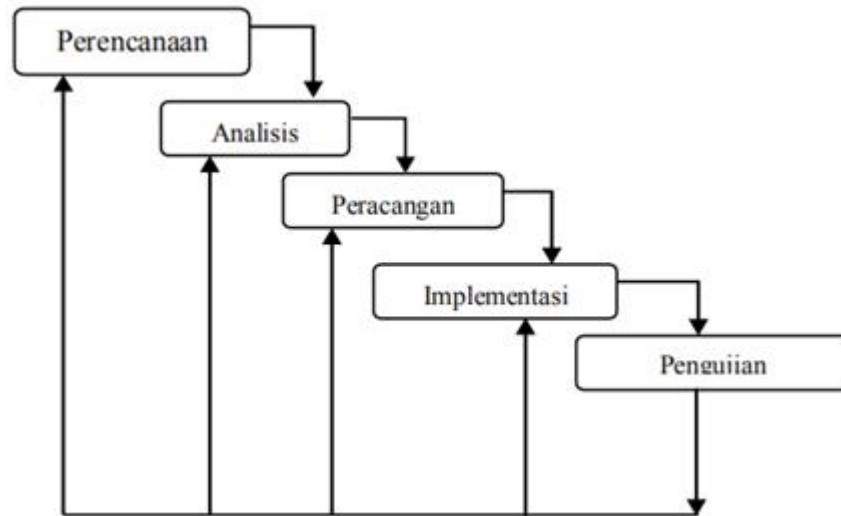 Perencanaan
Analisis
Peracangan
Implementasi
Pengujian